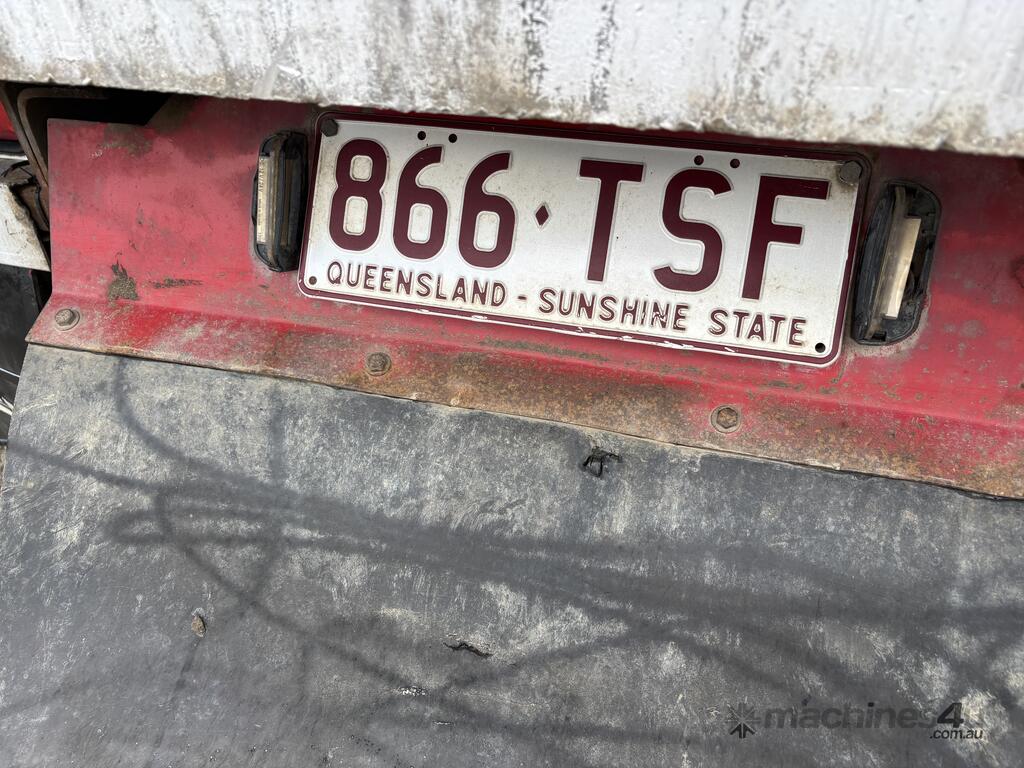 866·TSF
QUEENSLAND - SUNSHINE STATE
machines4u
.com.au